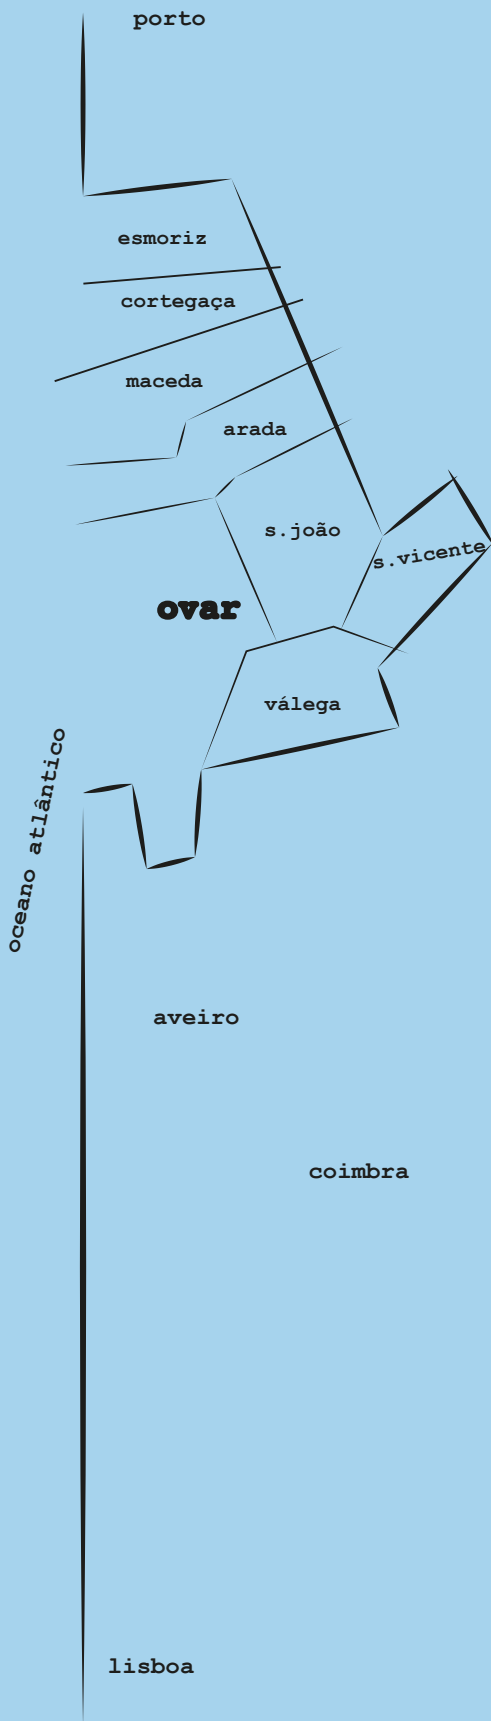 porto
esmoriz
cortegaça
maceda
arada
s.joão
s.vicente
ovar
válega
oceano atlântico
aveiro
coimbra
lisboa